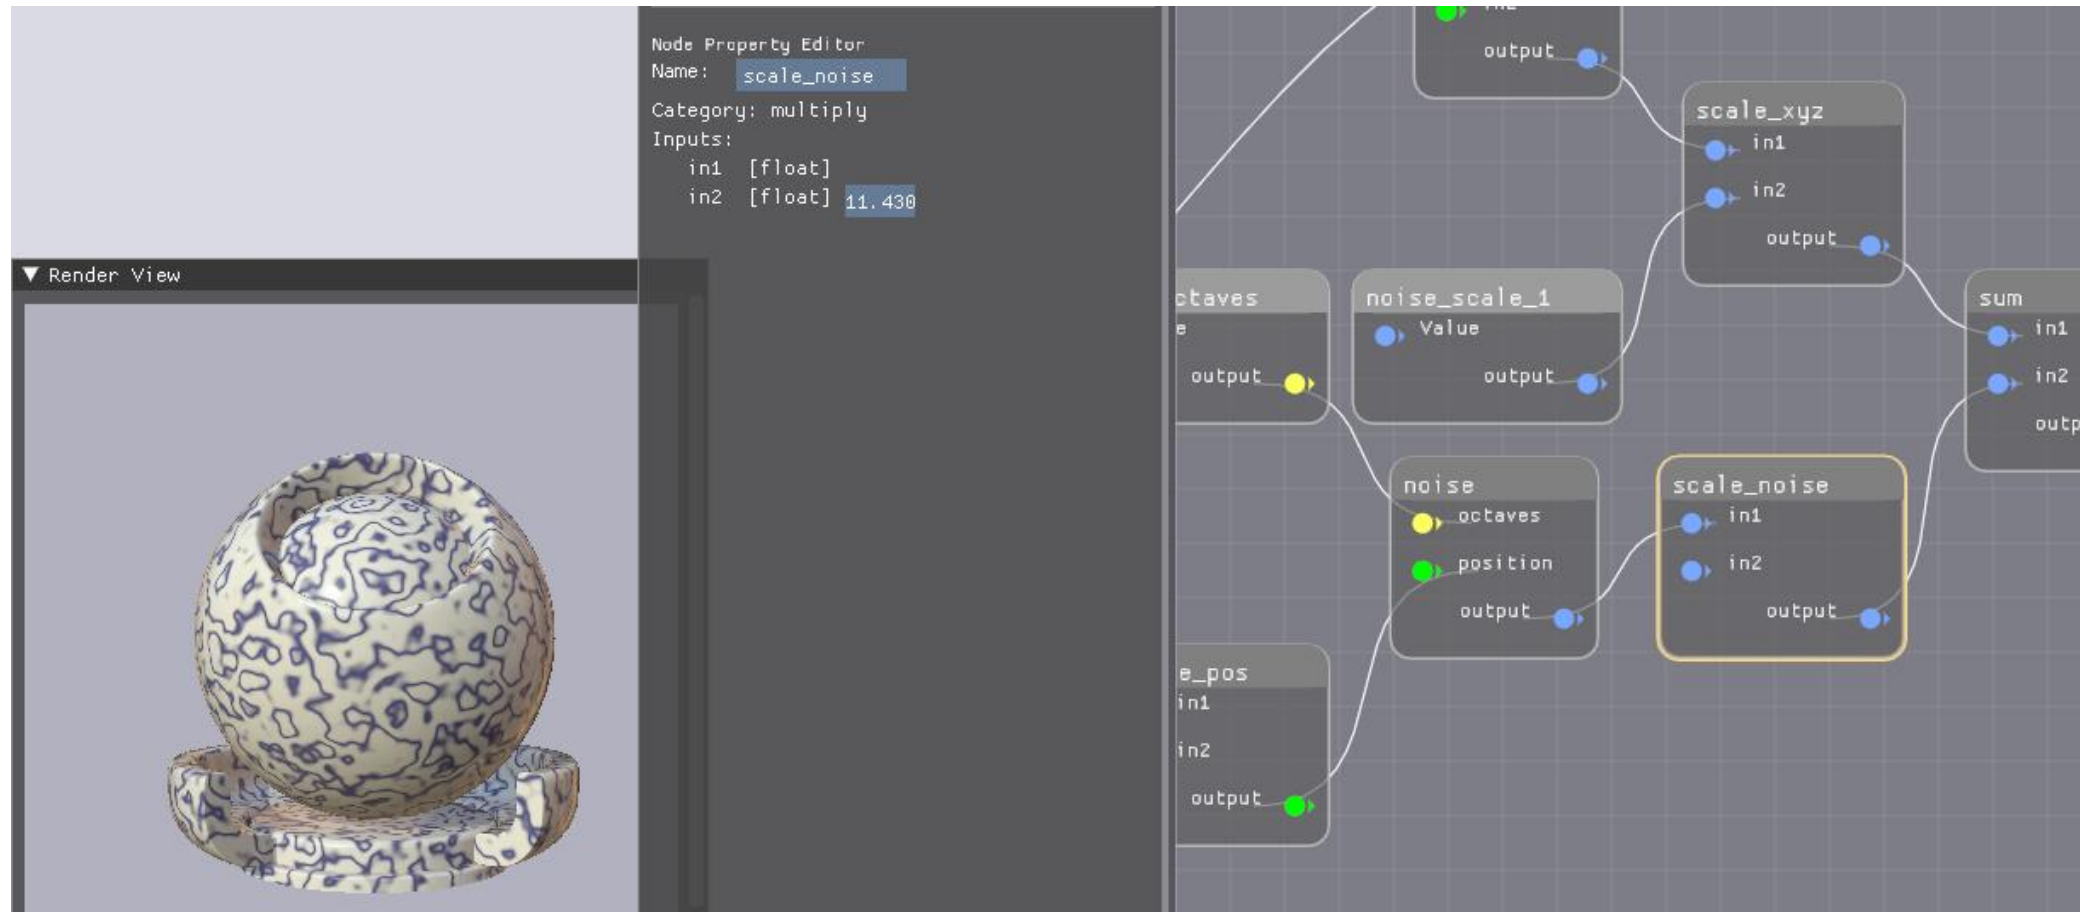 Node Property Editor
Name: scale_noise
Category: multiply
Inputs:
in1 [float]
in2 [float] 11.430
Render View
output
scale_xyz
in1
in2
output
ctaves
e
output
noise_scale_1
Value
output
sum
in1
in2
outp
noise
octaves
position
output
scale_noise
in1
in2
output
e_pos
in1
in2
output